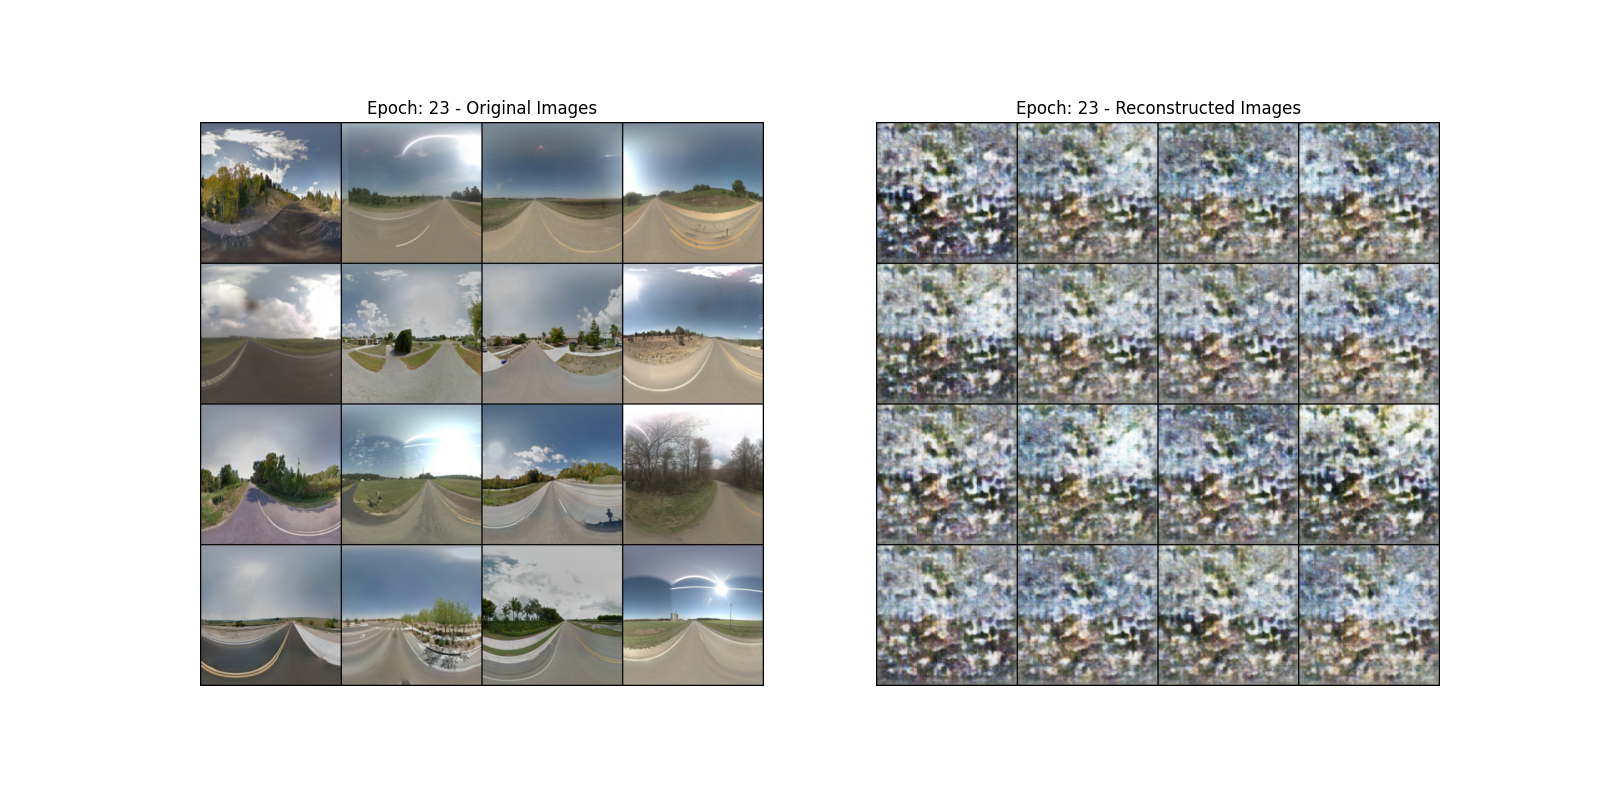 Epoch: 23 - Original Images
Epoch: 23 - Reconstructed Images